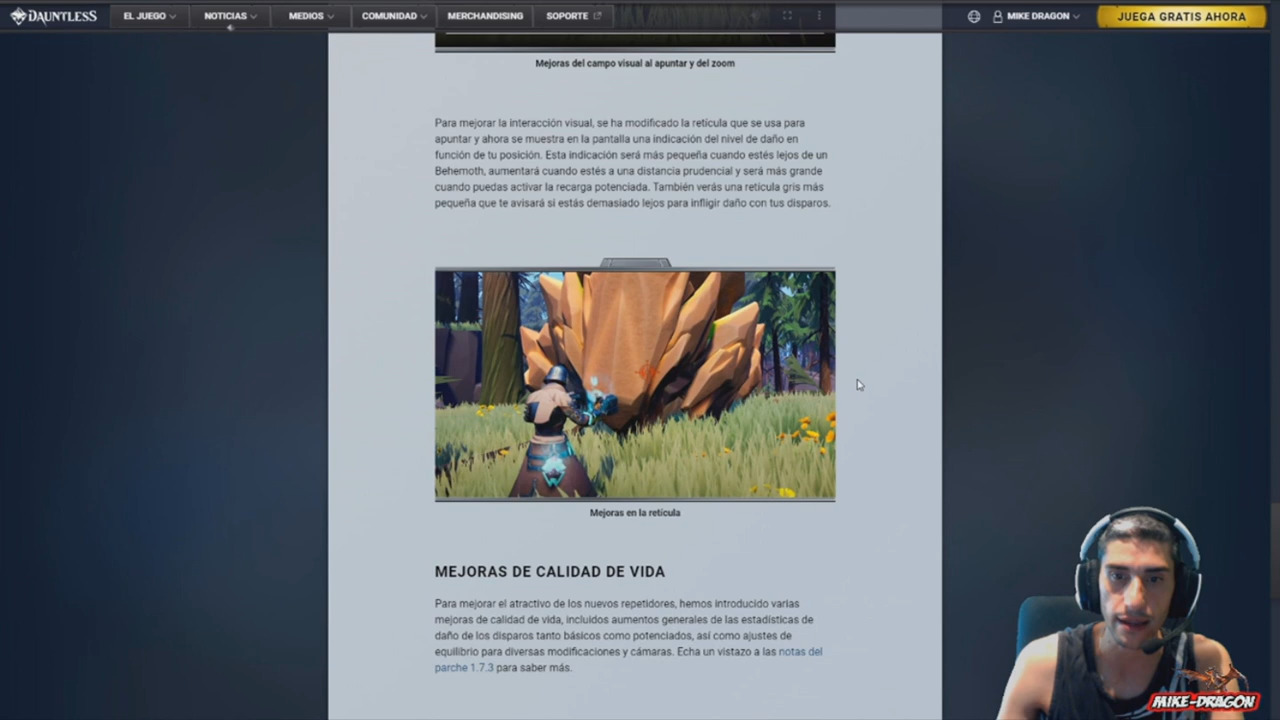 DAUNTLESS
EL JUEGO
NOTICIAS
MEDIOS
COMUNIDAD
MERCHANDISING
SOPORTE
MIKE DRAGON
JUEGA GRATIS AHORA
Mejoras del campo visual al apuntar y del zoom
Para mejorar la interacción visual, se ha modificado la retícula que se usa para
apuntar y ahora se muestra en la pantalla una indicación del nivel de daño en
función de tu posición. Esta indicación será más pequeña cuando estés lejos de un
Behemoth, aumentará cuando estés a una distancia prudencial y será más grande
cuando puedas activar la recarga potenciada. También verás una retícula gris más
pequeña que te avisará si estás demasiado lejos para infligir daño con tus disparos.
Mejoras en la retícula
MEJORAS DE CALIDAD DE VIDA
Para mejorar el atractivo de los nuevos repetidores, hemos introducido varias
mejoras de calidad de vida, incluidos aumentos generales de las estadísticas de
daño de los disparos tanto básicos como potenciados, así como ajustes de
equilibrio para diversas modificaciones y cámaras. Echa un vistazo a las notas del
parche 1.7.3 para saber más.
MIKE-DRAGON